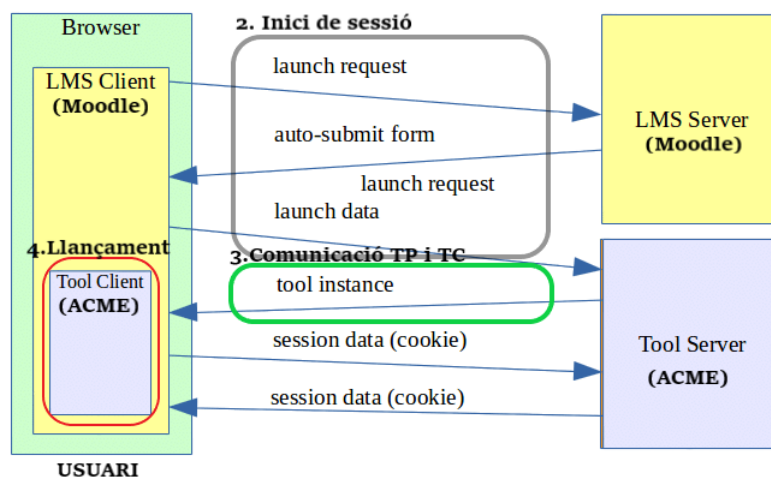 Browser
2. Inici de sessió
launch request
LMS Client
(Moodle)
LMS Server
(Moodle)
auto-submit form
launch request
launch data
4.Llançament
3.Comunicació TP i TC
Tool Client
(ACME)
tool instance
session data (cookie)
Tool Server
(ACME)
session data (cookie)
USUARI